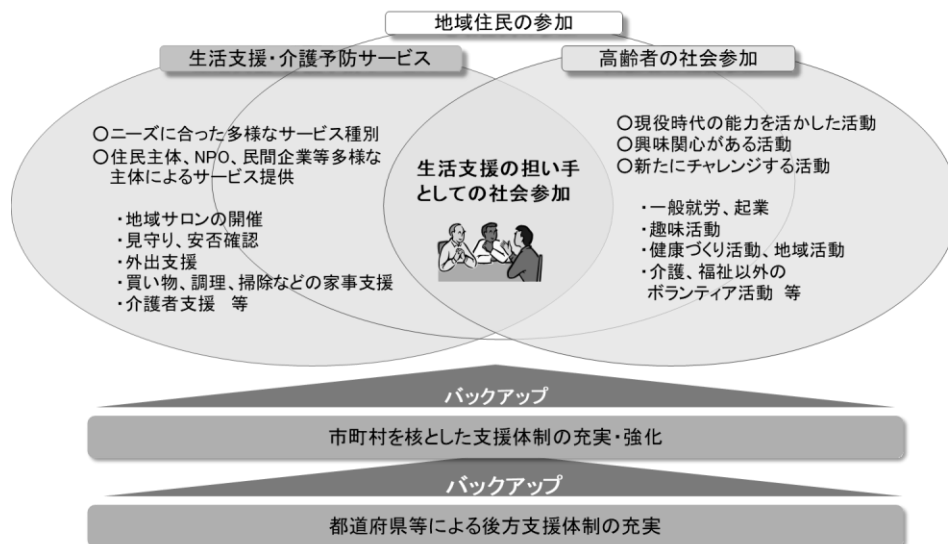 地域住民の参加
生活支援・介護予防サービス
高齢者の社会参加
〇ニーズに合った多様なサービス種別
〇住民主体、NPO、民間企業等多様な
主体によるサービス提供
・地域サロンの開催
・見守り、安否確認
・外出支援
・買い物、調理、掃除などの家事支援
・介護者支援　等
生活支援の担い手
としての社会参加
〇現役時代の能力を活かした活動
〇興味関心がある活動
〇新たにチャレンジする活動
・一般就労、起業
・趣味活動
・健康づくり活動、地域活動
・介護、福祉以外の
ボランティア活動 等
バックアップ
市町村を核とした支援体制の充実・強化
バックアップ
都道府県等による後方支援体制の充実